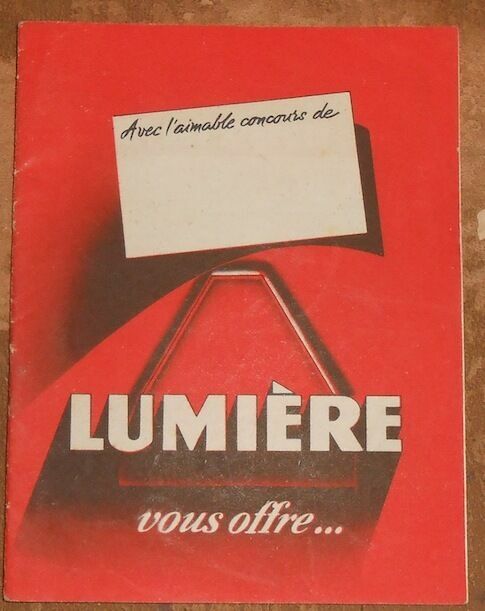 Avec l'aimable concours de
LUMIÈRE
vous offre...